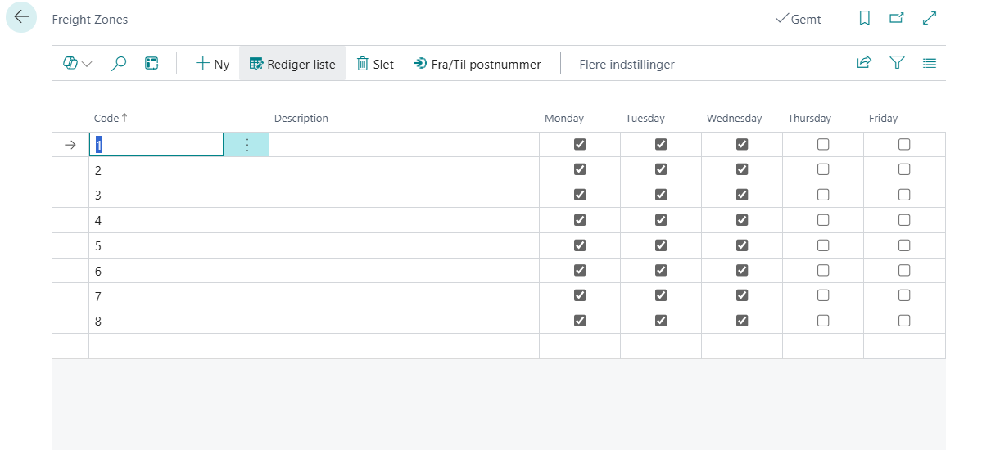 Freight Zones
Gemt
Ny
Rediger liste
Slet
Fra/Til postnummer
Flere indstillinger
Code Description Monday Tuesday Wednesday Thursday Friday
1
2
3
4
5
6
7
8